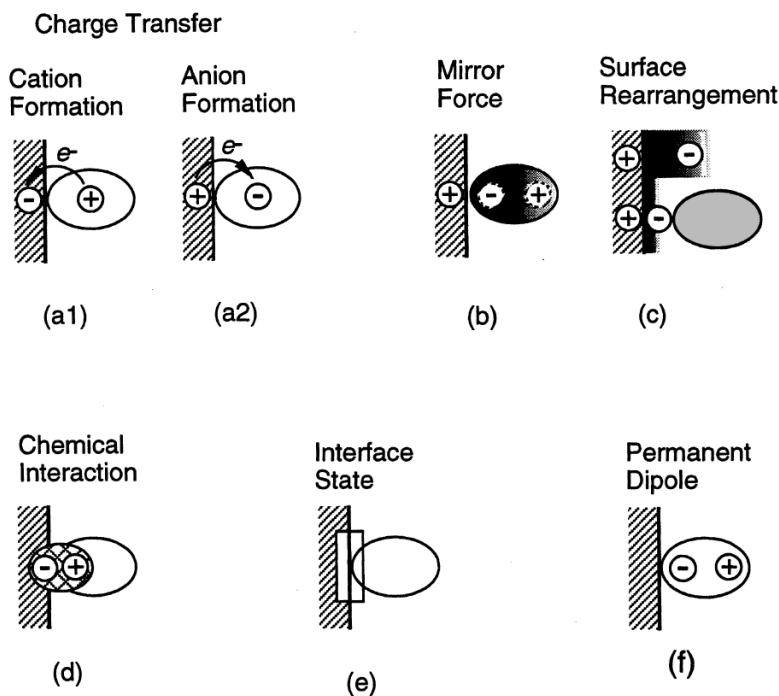 Charge Transfer
Cation
Formation
Anion
Formation
Mirror
Force
Surface
Rearrangement
e-
e-
- +
+ -
+ - +
+ -
+ -
(a1)
(a2)
(b)
(c)
Chemical
Interaction
Interface
State
Permanent
Dipole
- +
- +
(d)
(e)
(f)